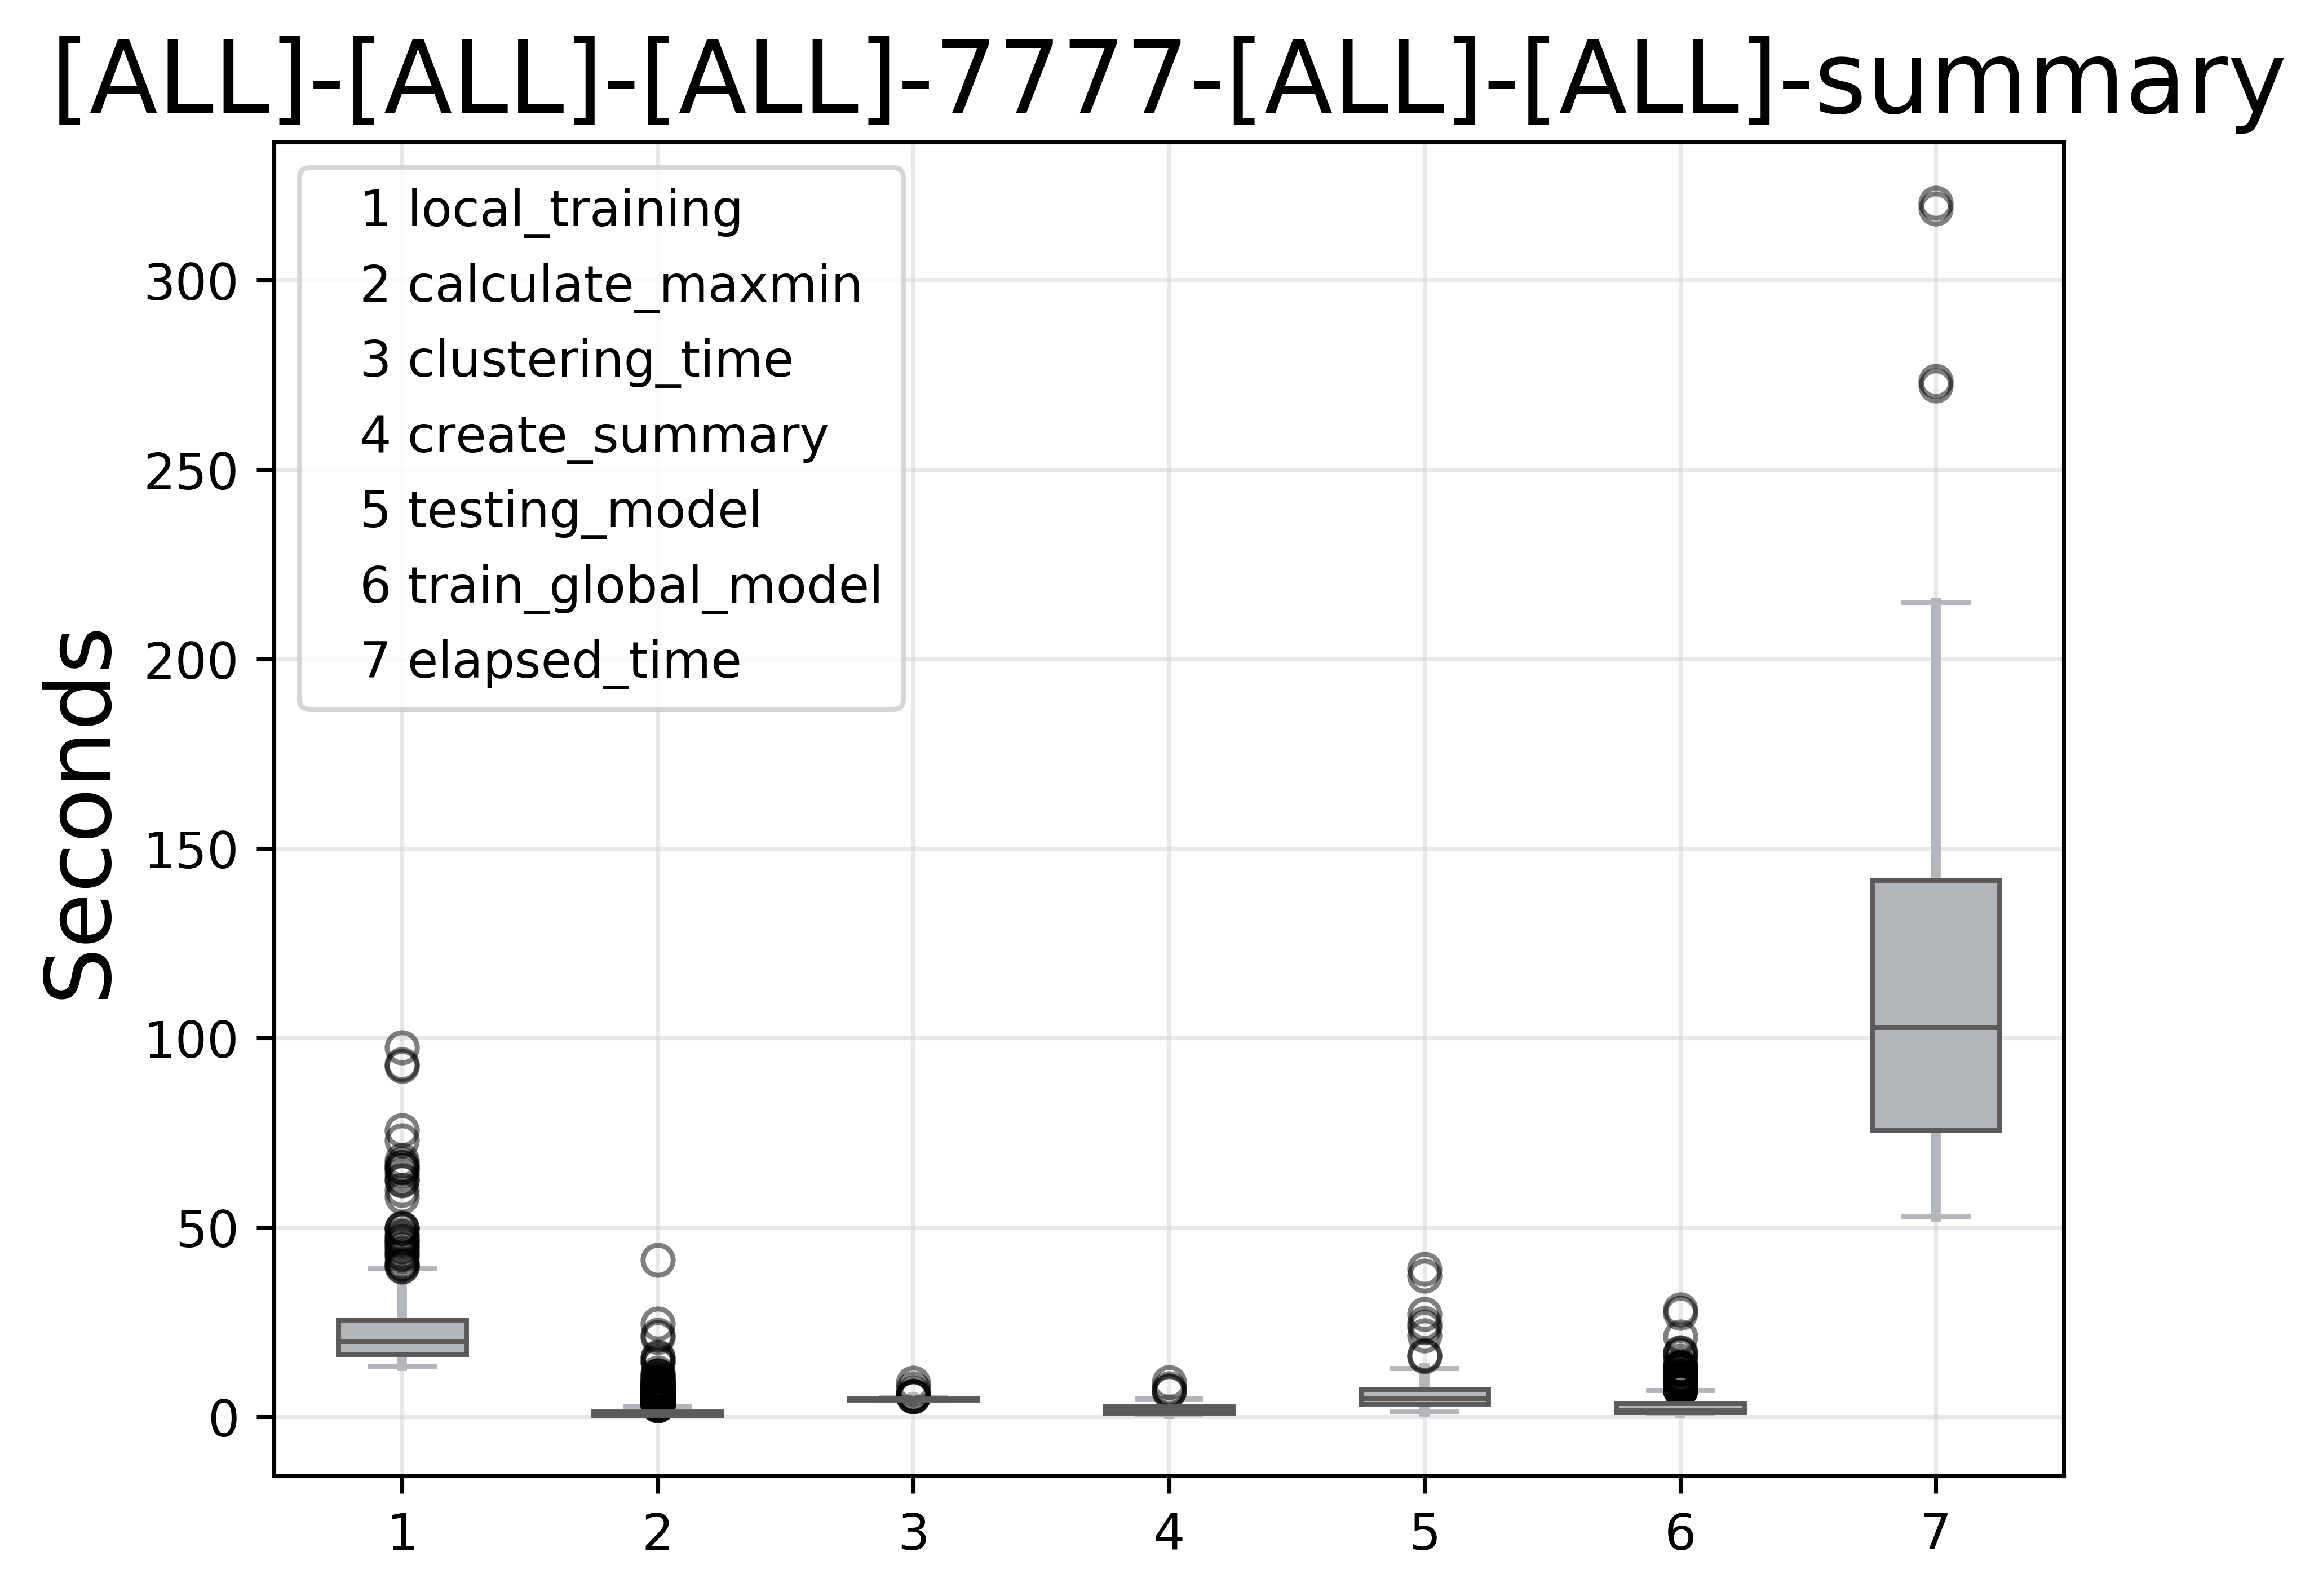 [ALL]-[ALL]-[ALL]-7777-[ALL]-[ALL]-summary
Seconds
300
250
200
150
100
50
0
1 local_training
2 calculate_maxmin
3 clustering_time
4 create_summary
5 testing_model
6 train_global_model
7 elapsed_time
1 2 3 4 5 6 7